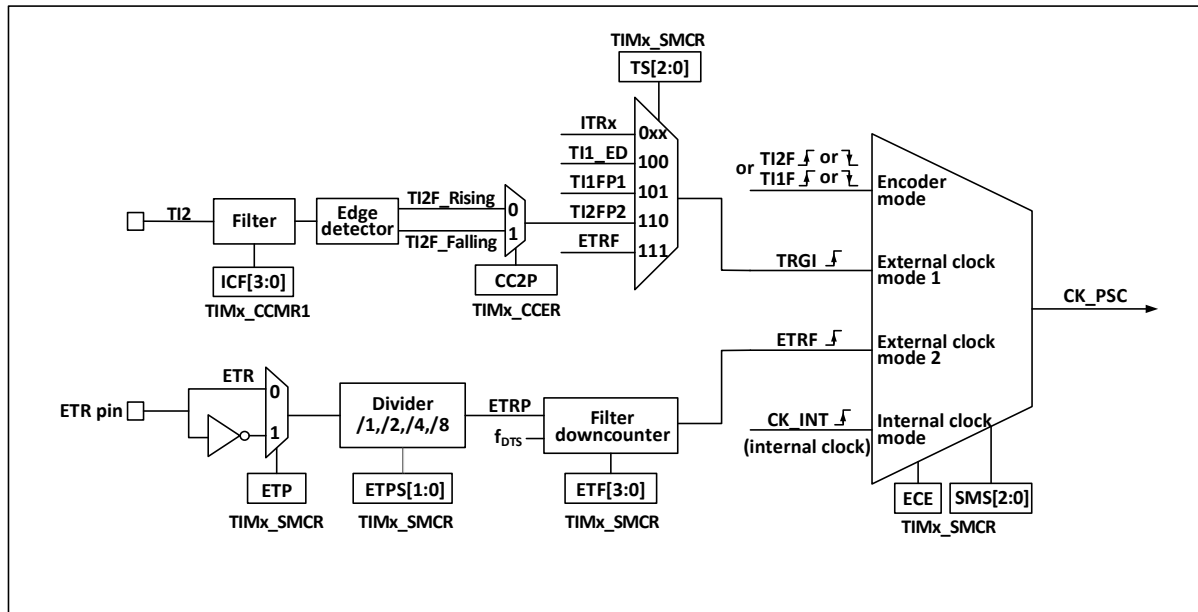 TIMx_SMCR
TS[2:0]
ITRx
0xx
TI1_ED
100
TI1FP1
101
TI2FP2
110
ETRF
111
TI2
Filter
Edge
detector
TI2F_Rising
TI2F_Falling
0
1
ICF[3:0]
TIMx_CCMR1
CC2P
TIMx_CCER
or TI2F or
TI1F or
Encoder
mode
TRGI
External clock
mode 1
CK_PSC
ETRF
External clock
mode 2
CK_INT
(internal clock)
Internal clock
mode
ECE
SMS[2:0]
TIMx_SMCR
ETR pin
ETR
0
1
Divider
/1,/2,/4,/8
ETRP
fDTS
Filter
downcounter
ETP
TIMx_SMCR
ETPS[1:0]
TIMx_SMCR
ETF[3:0]
TIMx_SMCR